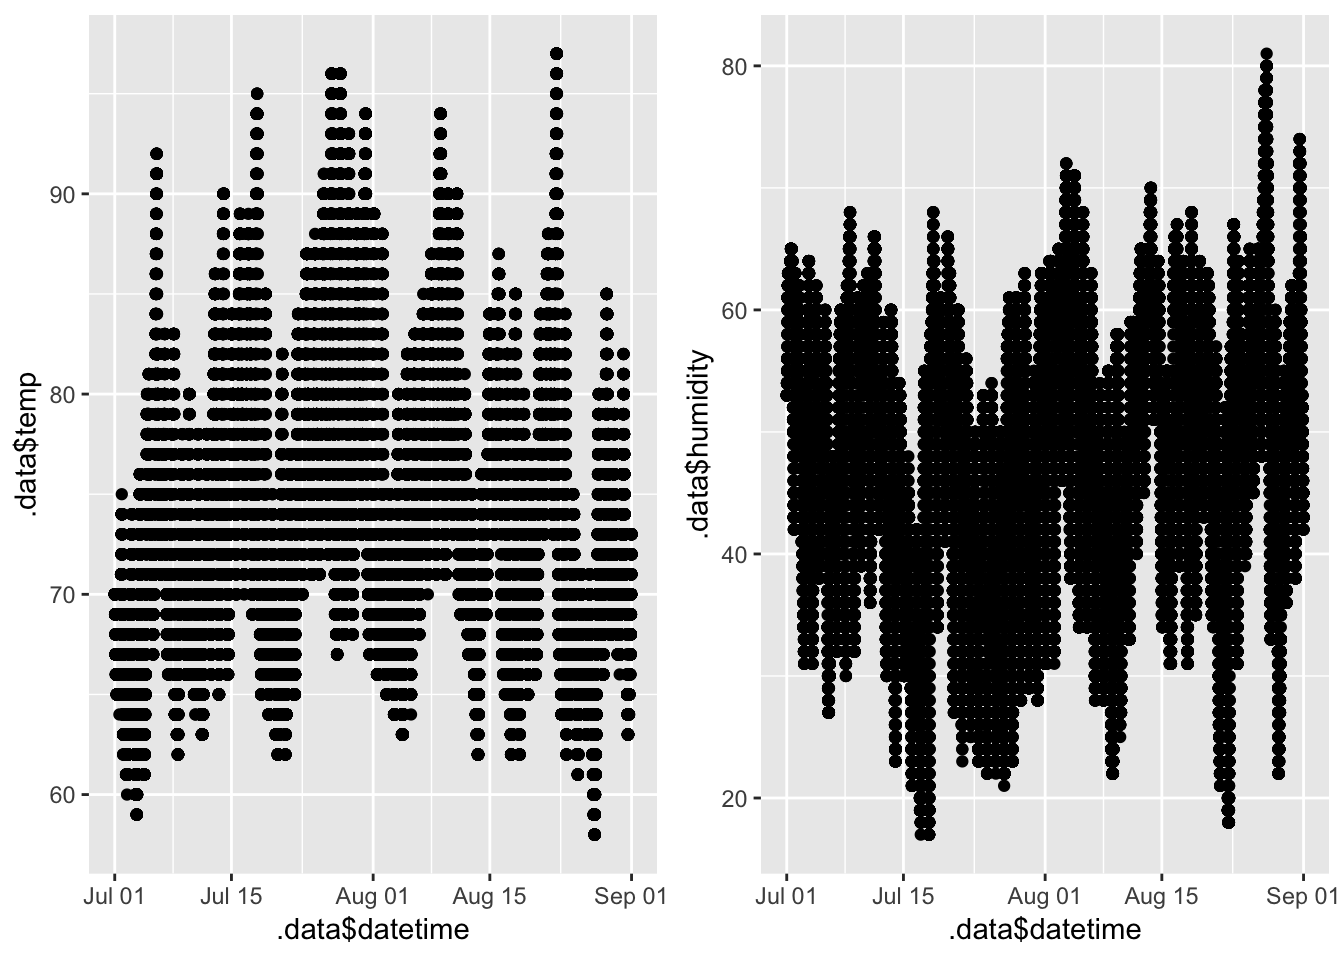 .data$temp
90
80
70
60
Jul 01 Jul 15 Aug 01 Aug 15 Sep 01
.data$datetime
.data$humidity
80
60
40
20
Jul 01 Jul 15 Aug 01 Aug 15 Sep 01
.data$datetime